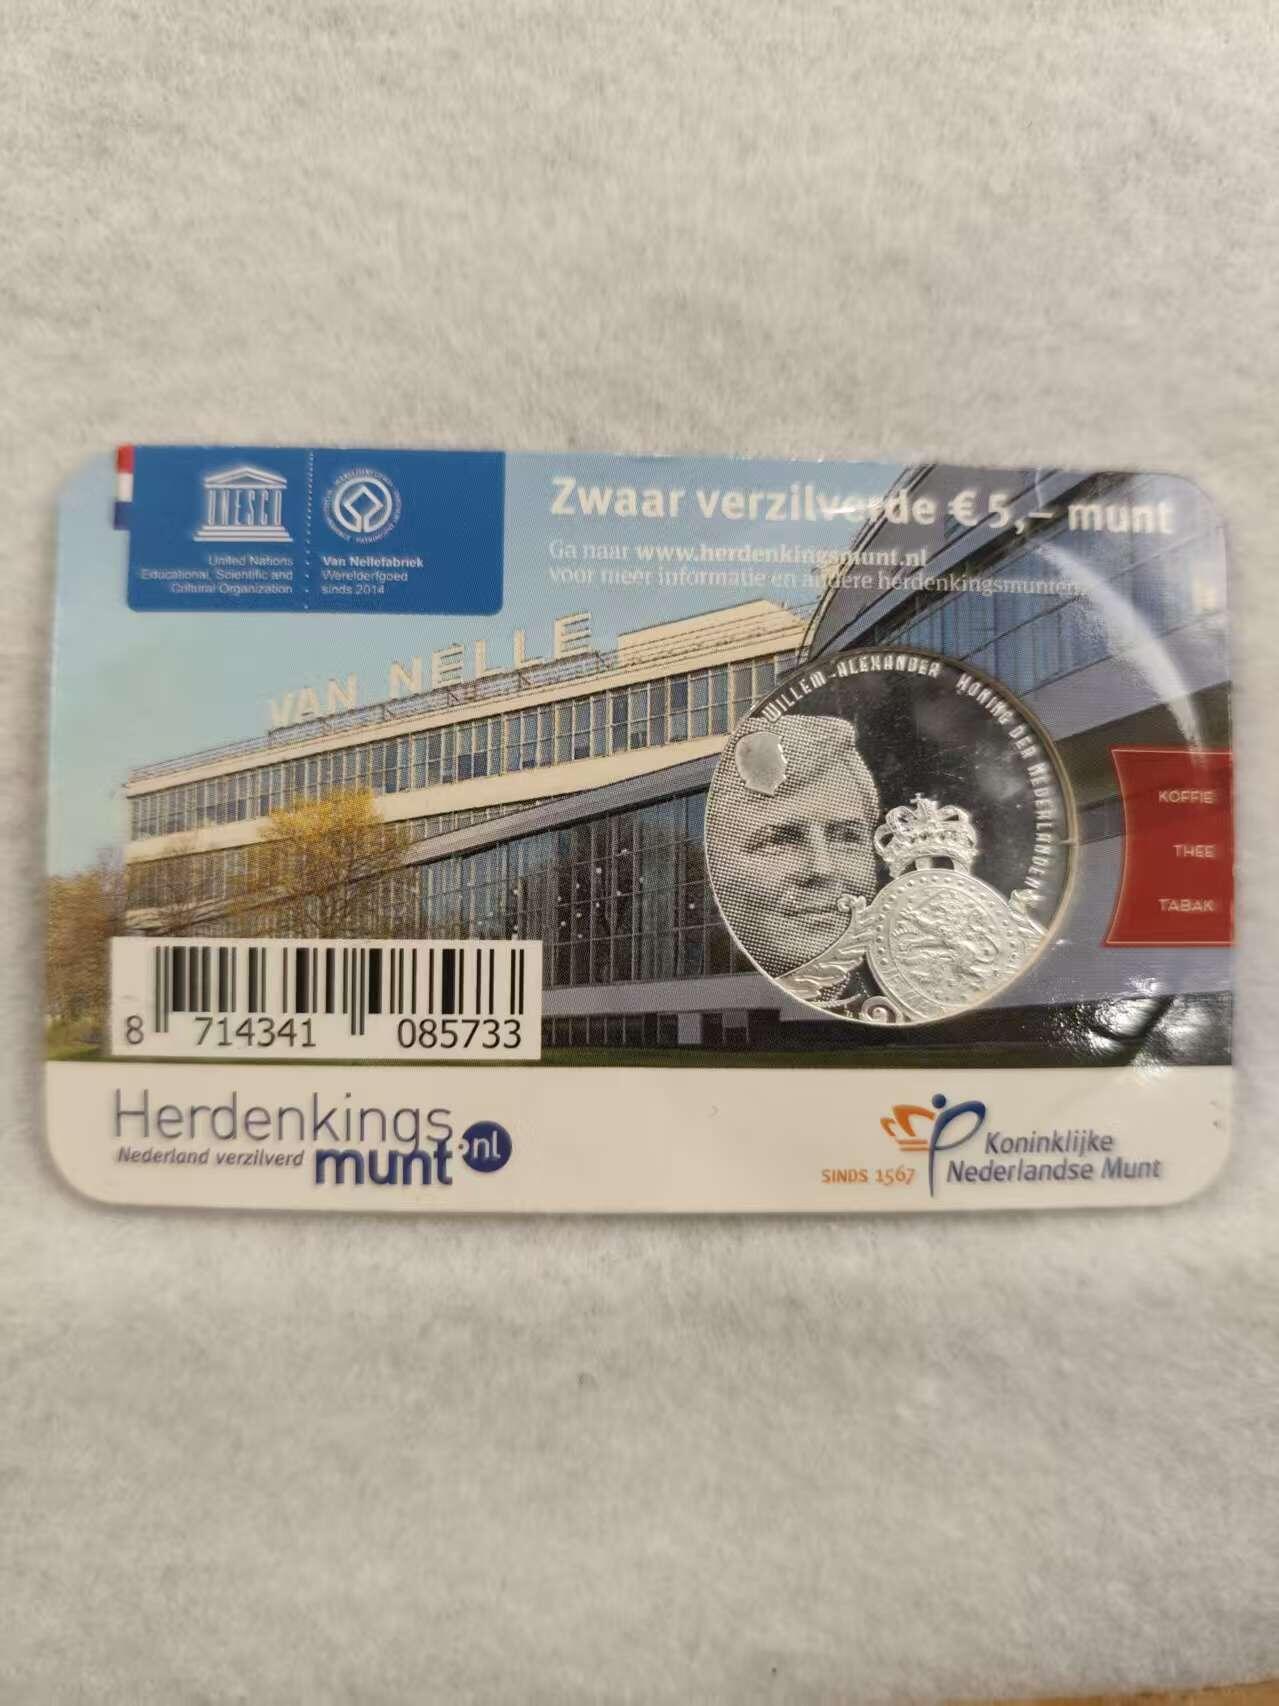 UNESCO
United Nations
Educational, Scientific and
Cultural Organization
Van Nellefabriek
Werelderfgoed
sinds 2014
Zwaar verzilverde € 5,– munt
Ga naar www.herdenkingsmunt.nl
voor meer informatie en andere herdenkingsmunten.
VAN NELLE
WILLEM-ALEXANDER KONING DER NEDERLANDEN
KOFFIE
THEE
TABAK
8 714341 085733
Herdenkings
munt.nl
Nederland verzilverd
SINDS 1567
Koninklijke
Nederlandse Munt